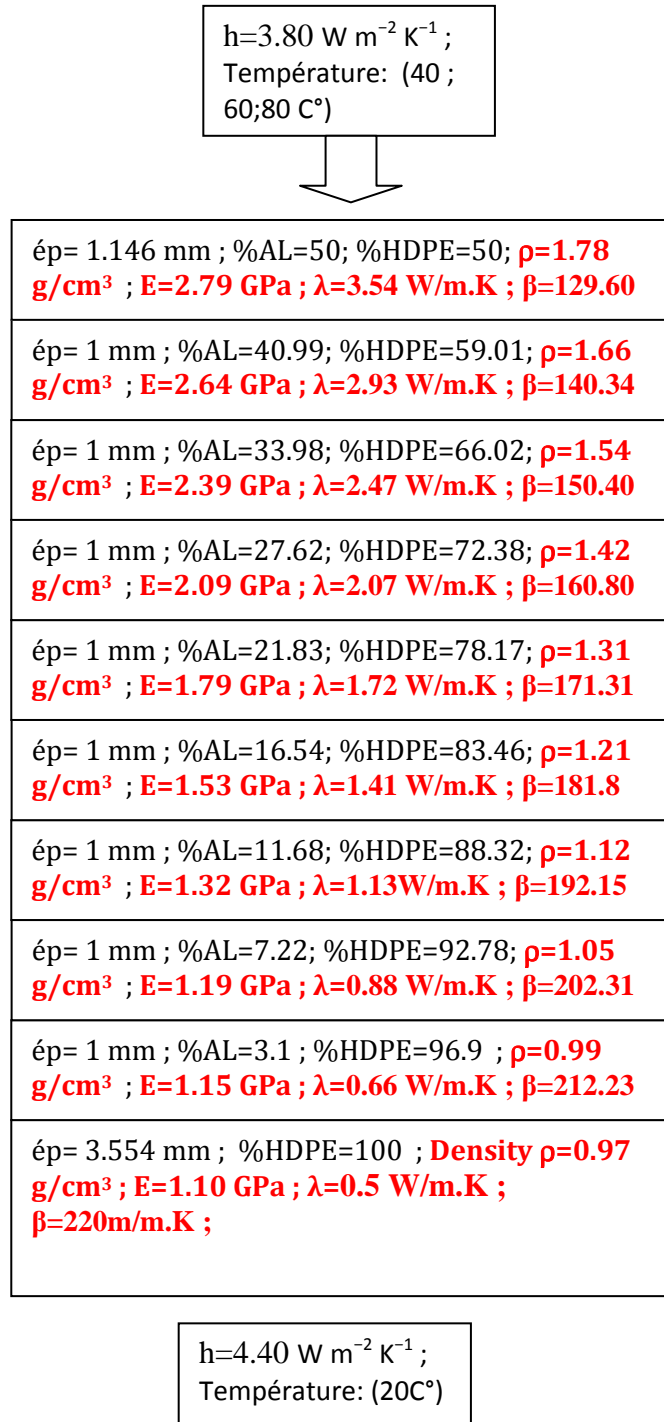 h=3.80 W m⁻² K⁻¹ ;
Température: (40 ;
60;80 C°)
ép= 1.146 mm ; %AL=50; %HDPE=50; ρ=1.78
g/cm³ ; E=2.79 GPa ; λ=3.54 W/m.K ; β=129.60
ép= 1 mm ; %AL=40.99; %HDPE=59.01; ρ=1.66
g/cm³ ; E=2.64 GPa ; λ=2.93 W/m.K ; β=140.34
ép= 1 mm ; %AL=33.98; %HDPE=66.02; ρ=1.54
g/cm³ ; E=2.39 GPa ; λ=2.47 W/m.K ; β=150.40
ép= 1 mm ; %AL=27.62; %HDPE=72.38; ρ=1.42
g/cm³ ; E=2.09 GPa ; λ=2.07 W/m.K ; β=160.80
ép= 1 mm ; %AL=21.83; %HDPE=78.17; ρ=1.31
g/cm³ ; E=1.79 GPa ; λ=1.72 W/m.K ; β=171.31
ép= 1 mm ; %AL=16.54; %HDPE=83.46; ρ=1.21
g/cm³ ; E=1.53 GPa ; λ=1.41 W/m.K ; β=181.8
ép= 1 mm ; %AL=11.68; %HDPE=88.32; ρ=1.12
g/cm³ ; E=1.32 GPa ; λ=1.13W/m.K ; β=192.15
ép= 1 mm ; %AL=7.22; %HDPE=92.78; ρ=1.05
g/cm³ ; E=1.19 GPa ; λ=0.88 W/m.K ; β=202.31
ép= 1 mm ; %AL=3.1 ; %HDPE=96.9 ; ρ=0.99
g/cm³ ; E=1.15 GPa ; λ=0.66 W/m.K ; β=212.23
ép= 3.554 mm ; %HDPE=100 ; Density ρ=0.97
g/cm³ ; E=1.10 GPa ; λ=0.5 W/m.K ;
β=220m/m.K ;
h=4.40 W m⁻² K⁻¹ ;
Température: (20C°)